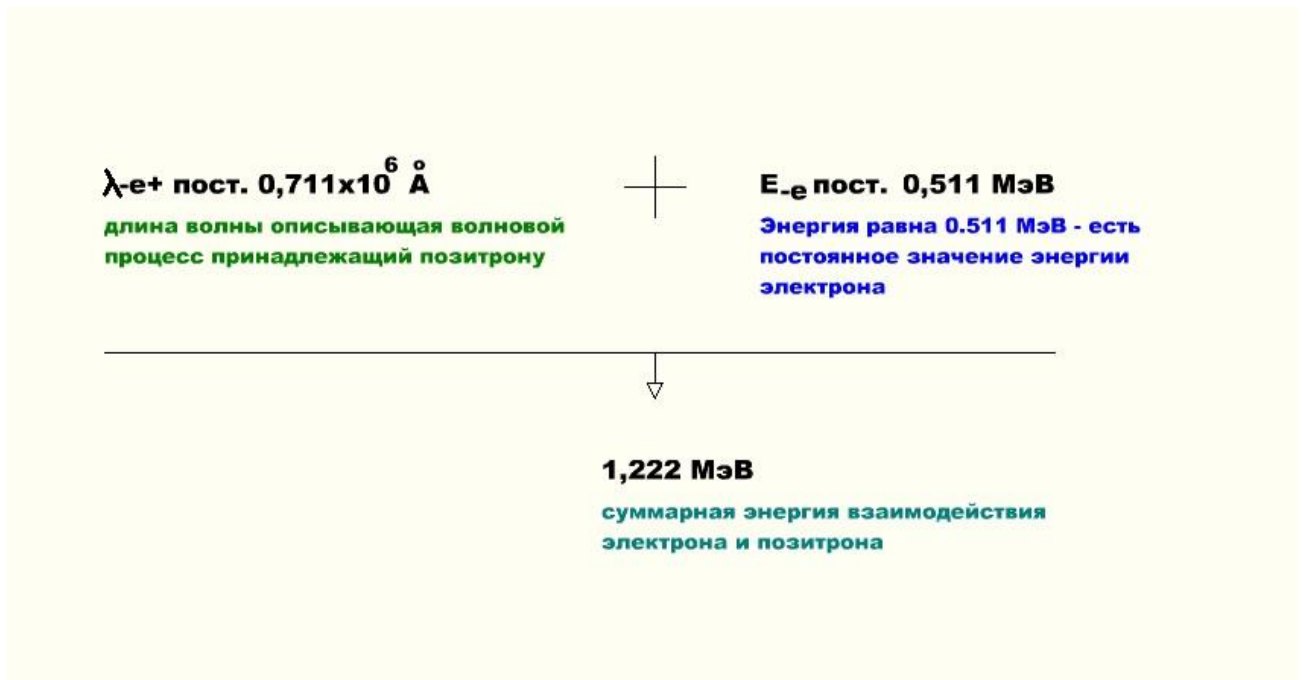 λ-e+ пост. 0,711x10⁶ Å
длина волны описывающая волновой
процесс принадлежащий позитрону
E-e пост. 0,511 МэВ
Энергия равна 0.511 МэВ - есть
постоянное значение энергии
электрона
1,222 МэВ
суммарная энергия взаимодействия
электрона и позитрона